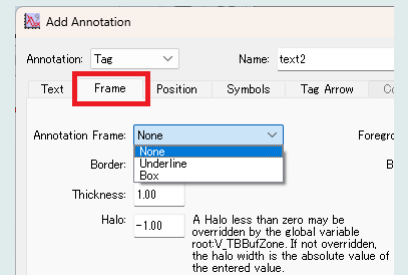 Add Annotation
Annotation: Tag Name: text2
Text Frame Position Symbols Tag Arrow
Annotation Frame: None
None
Underline
Box
Border:
Thickness: 1.00
Halo: -1.00 A Halo less than
zero may be
overridden by the
global variable
root:V_TBBufZone. If not overridden,
the halo width is the absolute value of
the entered value.